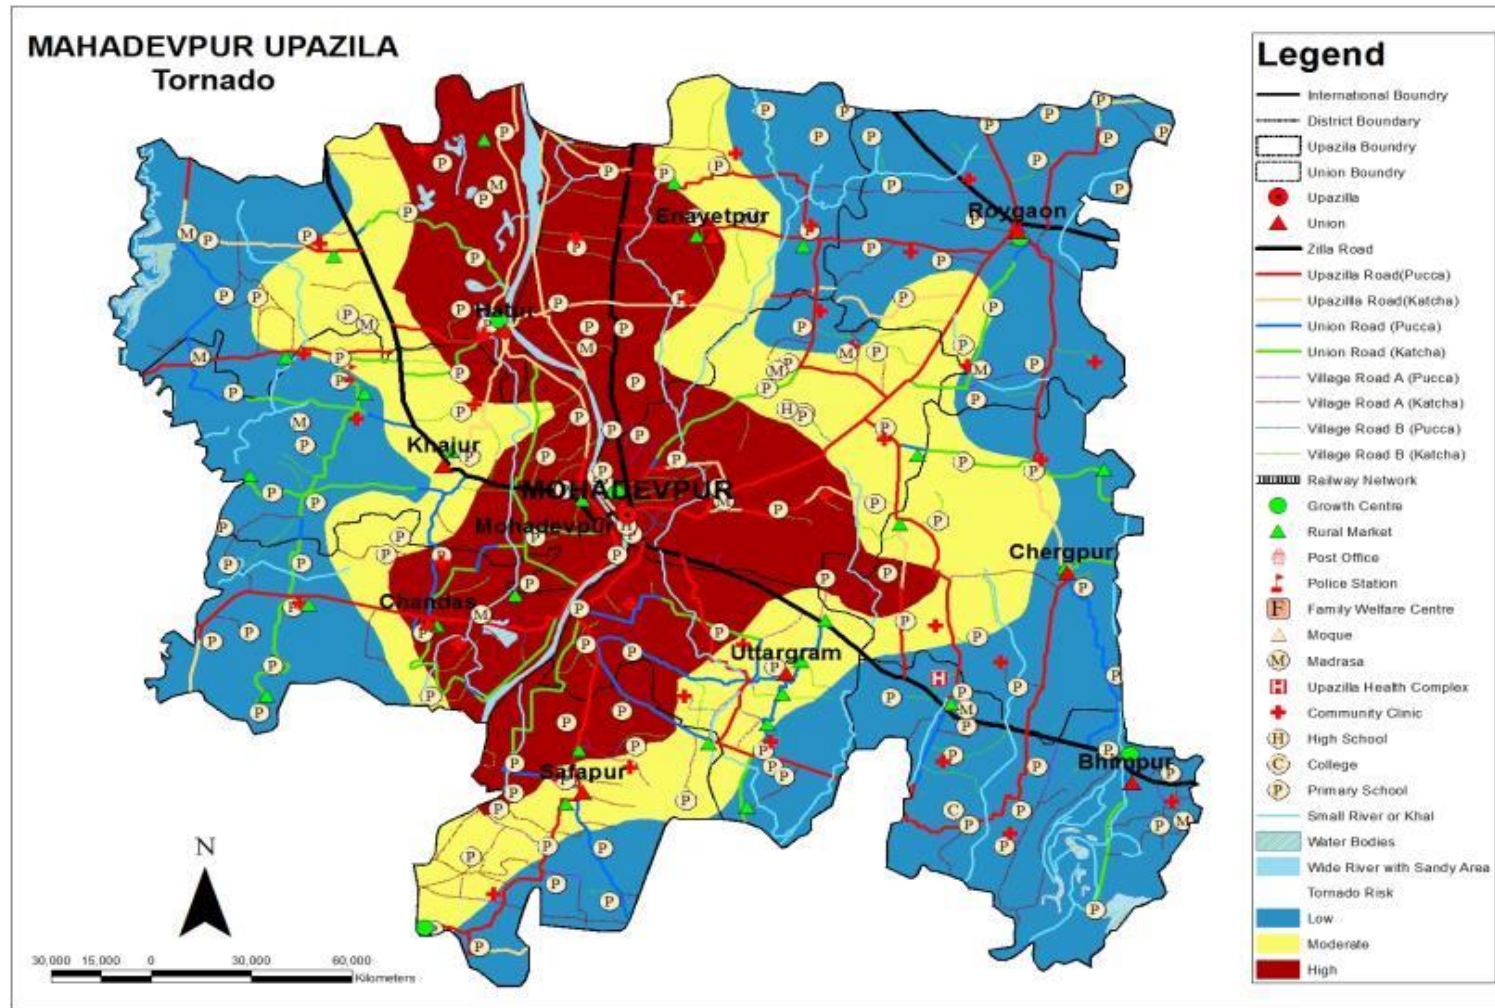 MAHADEVPUR UPAZILA
Tornado
Enayetpur
Roygaon
Hatur
Khajur
MOHADEVPUR
Mohadevpur
Chergpur
Chandas
Uttargram
Safapur
Bhimpur
N
30,000 15,000 0 30,000 60,000
Kilometers
Legend
International Boundry
District Boundary
Upazila Boundry
Union Boundry
Upazilla
Union
Zilla Road
Upazilla Road(Pucca)
Upazillla Road(Katcha)
Union Road (Pucca)
Union Road (Katcha)
Village Road A (Pucca)
Village Road A (Katcha)
Village Road B (Pucca)
Village Road B (Katcha)
Railway Network
Growth Centre
Rural Market
Post Office
Police Station
F Family Welfare Centre
Moque
M Madrasa
H Upazilla Health Complex
Community Clinic
H High School
C College
P Primary School
Small River or Khal
Water Bodies
Wide River with Sandy Area
Tornado Risk
Low
Moderate
High